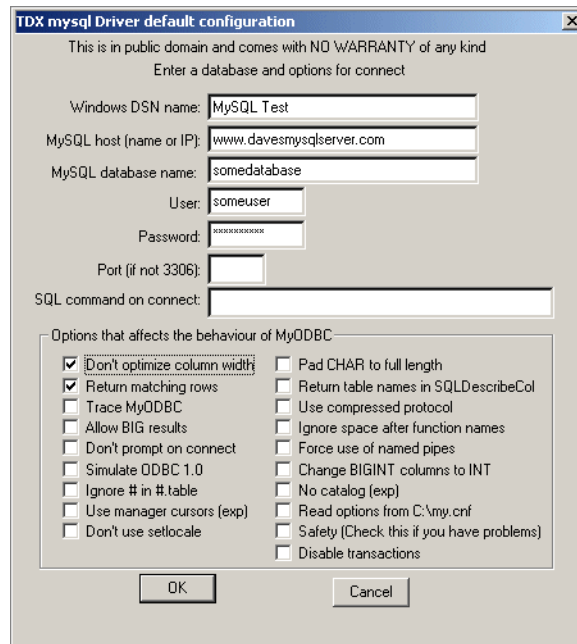 TDX mysql Driver default configuration
This is in public domain and comes with NO WARRANTY of any kind
Enter a database and options for connect
Windows DSN name: MySQL Test
MySQL host (name or IP): www.davesmysqlserver.com
MySQL database name: somedatabase
User: someuser
Password: **********
Port (if not 3306):
SQL command on connect:
Options that affects the behaviour of MyODBC
Don't optimize column width
Return matching rows
Trace MyODBC
Allow BIG results
Don't prompt on connect
Simulate ODBC 1.0
Ignore # in #.table
Use manager cursors (exp)
Don't use setlocale
Pad CHAR to full length
Return table names in SQLDescribeCol
Use compressed protocol
Ignore space after function names
Force use of named pipes
Change BIGINT columns to INT
No catalog (exp)
Read options from C:\my.cnf
Safety (Check this if you have problems)
Disable transactions
OK
Cancel